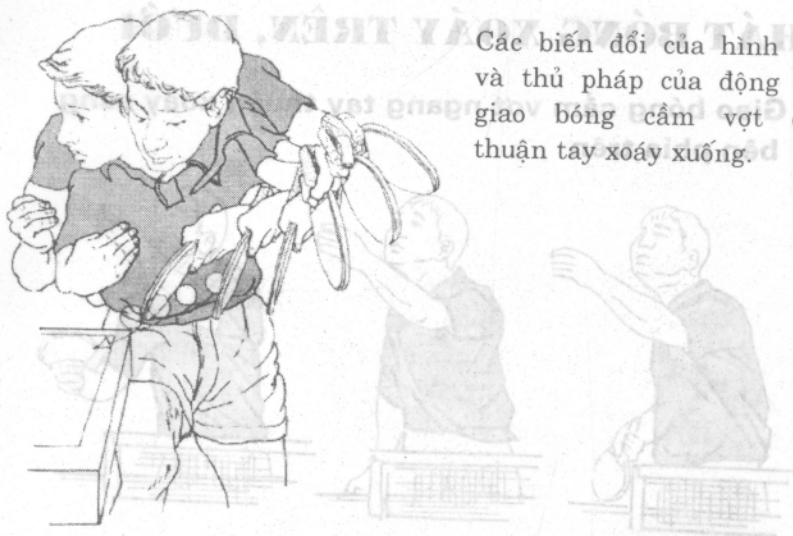 Các biến đổi của hình
và thủ pháp của động
giao bóng cầm vợt
thuận tay xoáy xuống.